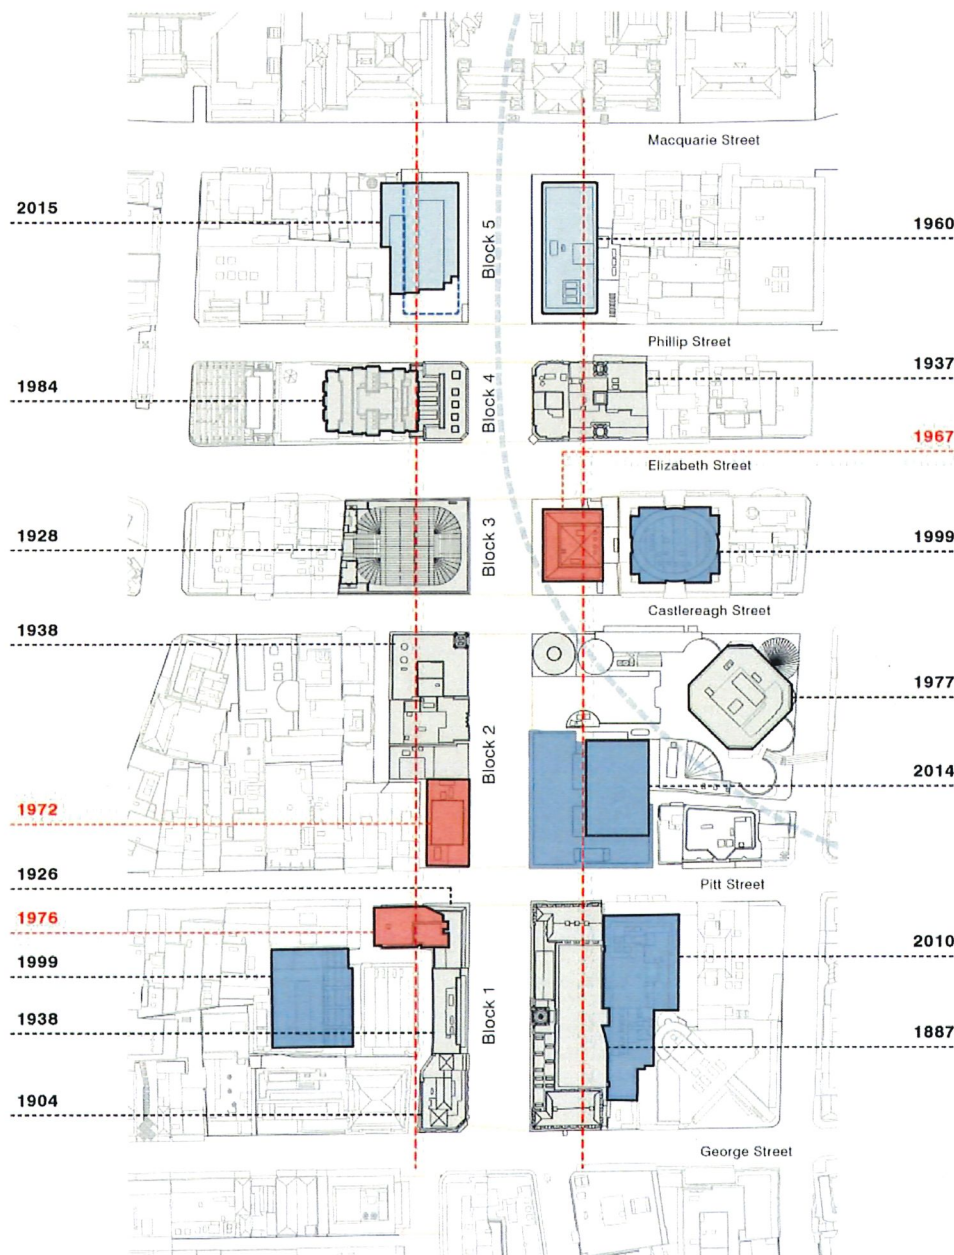 Macquarie Street
2015
1960
Block 5
Phillip Street
1984
1937
Block 4
1967
Elizabeth Street
1928
1999
Block 3
Castlereagh Street
1938
1977
Block 2
2014
1972
1926
Pitt Street
1976
2010
1999
Block 1
1938
1887
1904
George Street